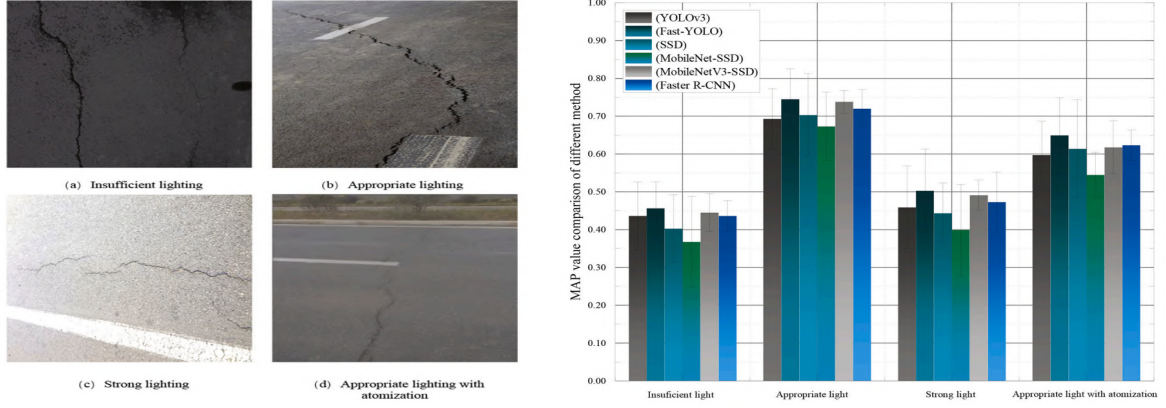 (a) Insufficient lighting
(b) Appropriate lighting
(c) Strong lighting
(d) Appropriate lighting with
atomization
MAP value comparison of different method
1.00
0.90
0.80
0.70
0.60
0.50
0.40
0.30
0.20
0.10
0.00
(YOLOv3)
(Fast-YOLO)
(SSD)
(MobileNet-SSD)
(MobileNetV3-SSD)
(Faster R-CNN)
Insuficient light
Appropriate light
Strong light
Appropriate light with atomization